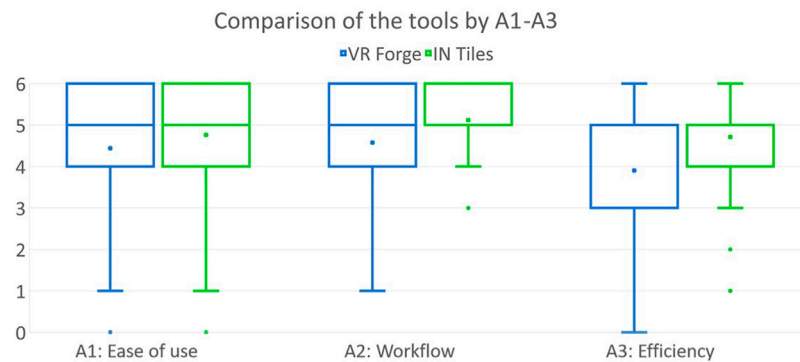 Comparison of the tools by A1-A3
VR Forge IN Tiles
6
5
4
3
2
1
0
A1: Ease of use A2: Workflow A3: Efficiency